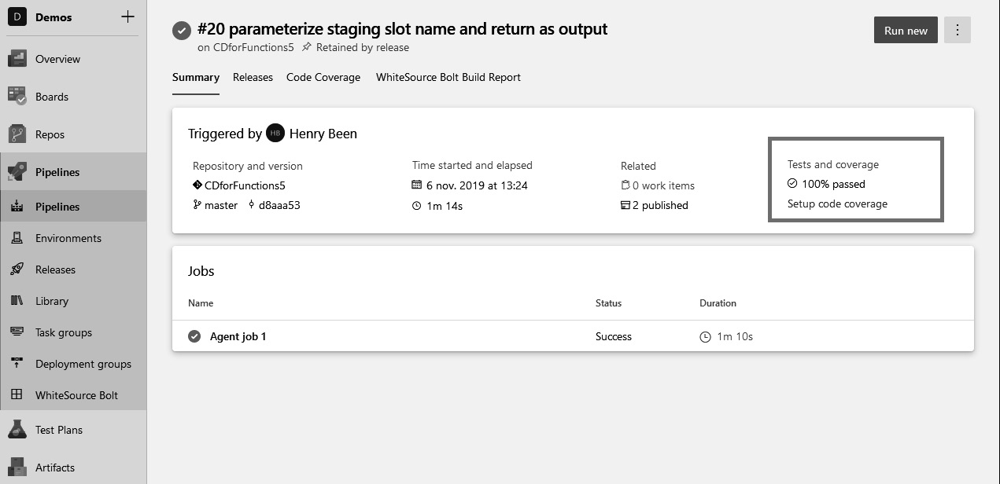 D Demos
Overview
Boards
Repos
Pipelines
Pipelines
Environments
Releases
Library
Task groups
Deployment groups
WhiteSource Bolt
Test Plans
Artifacts
#20 parameterize staging slot name and return as output
on CDforFunctions5 Retained by release
Run new
Summary Releases Code Coverage WhiteSource Bolt Build Report
Triggered by HB Henry Been
Repository and version
CDforFunctions5
master d8aaa53
Time started and elapsed
6 nov. 2019 at 13:24
1m 14s
Related
0 work items
2 published
Tests and coverage
100% passed
Setup code coverage
Jobs
Name Status Duration
Agent job 1 Success 1m 10s